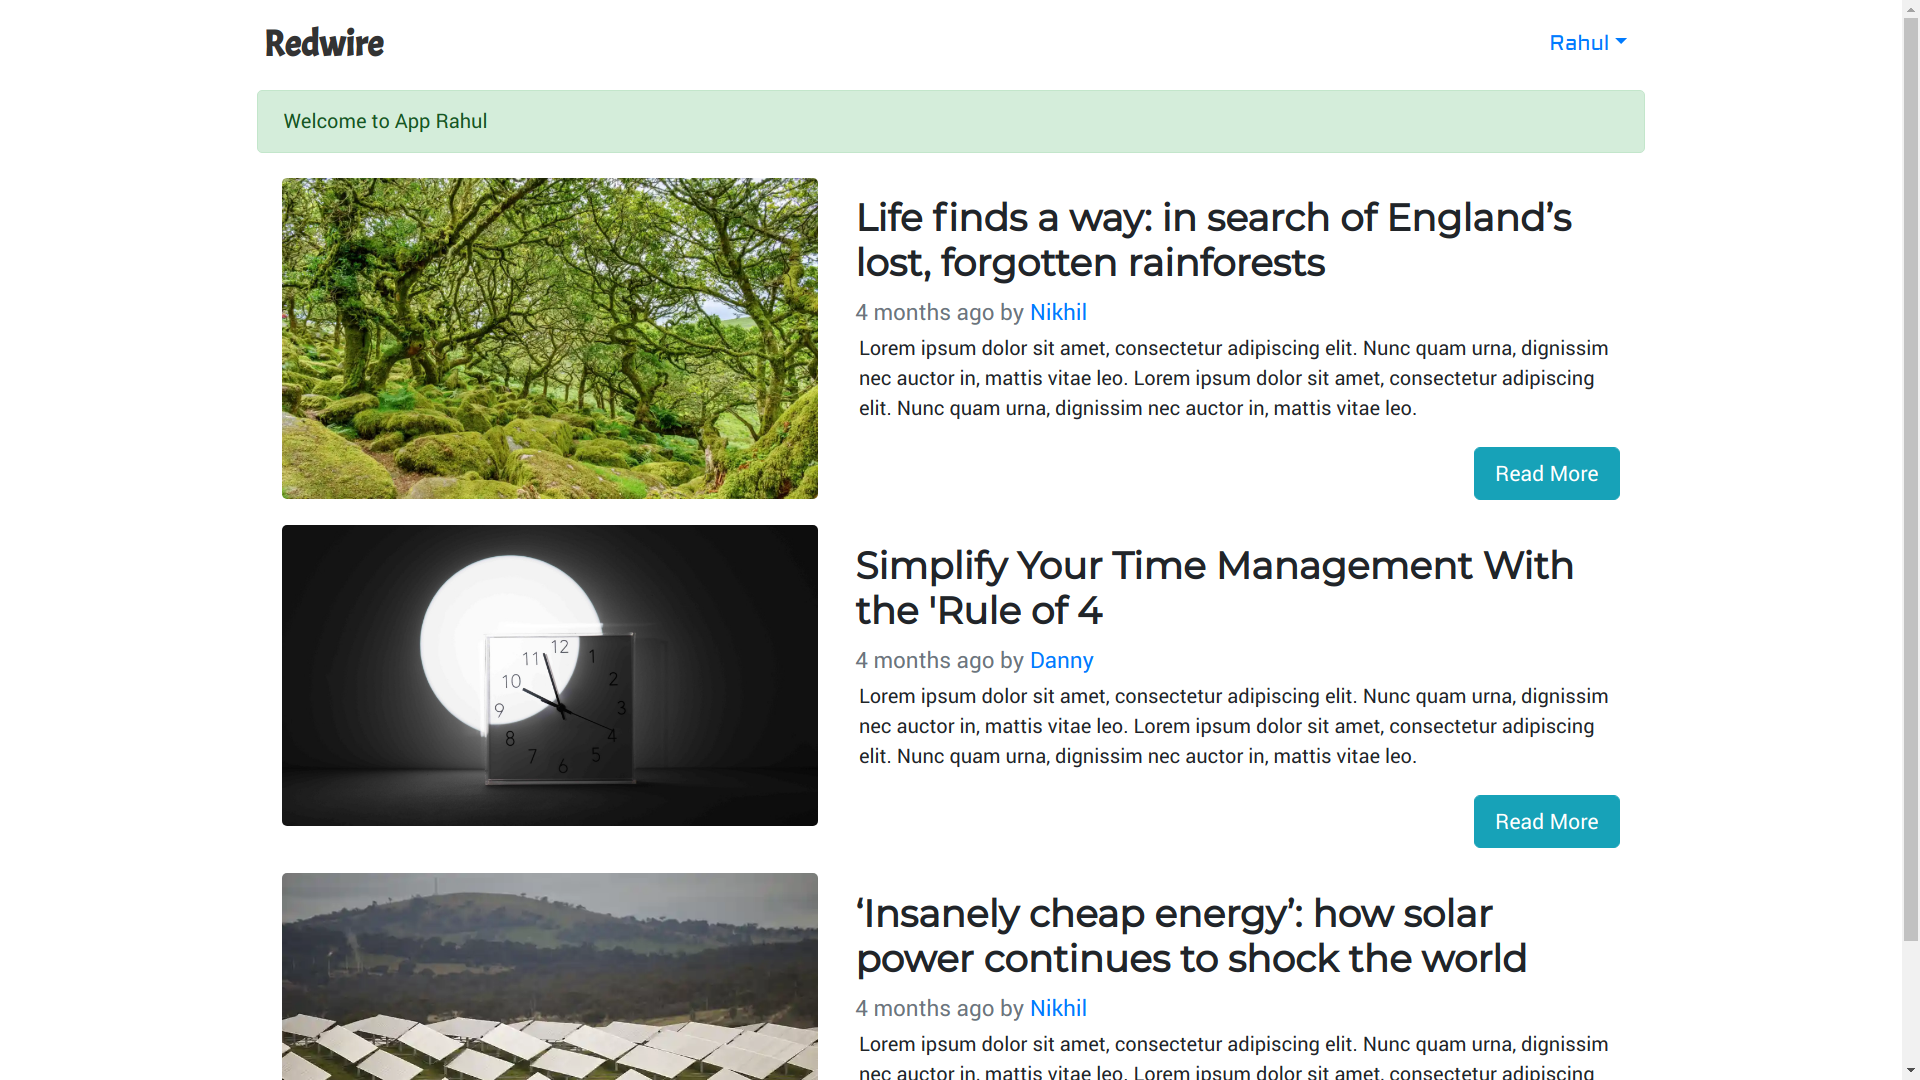 Redwire
Rahul
Welcome to App Rahul
Life finds a way: in search of England’s
lost, forgotten rainforests
4 months ago by Nikhil
Lorem ipsum dolor sit amet, consectetur adipiscing elit. Nunc quam urna, dignissim
nec auctor in, mattis vitae leo. Lorem ipsum dolor sit amet, consectetur adipiscing
elit. Nunc quam urna, dignissim nec auctor in, mattis vitae leo.
Read More
12
11 1
10 2
9 3
8 4
7 5
6
Simplify Your Time Management With
the 'Rule of 4
4 months ago by Danny
Lorem ipsum dolor sit amet, consectetur adipiscing elit. Nunc quam urna, dignissim
nec auctor in, mattis vitae leo. Lorem ipsum dolor sit amet, consectetur adipiscing
elit. Nunc quam urna, dignissim nec auctor in, mattis vitae leo.
Read More
‘Insanely cheap energy’: how solar
power continues to shock the world
4 months ago by Nikhil
Lorem ipsum dolor sit amet, consectetur adipiscing elit. Nunc quam urna, dignissim
nec auctor in, mattis vitae leo. Lorem ipsum dolor sit amet, consectetur adipiscing